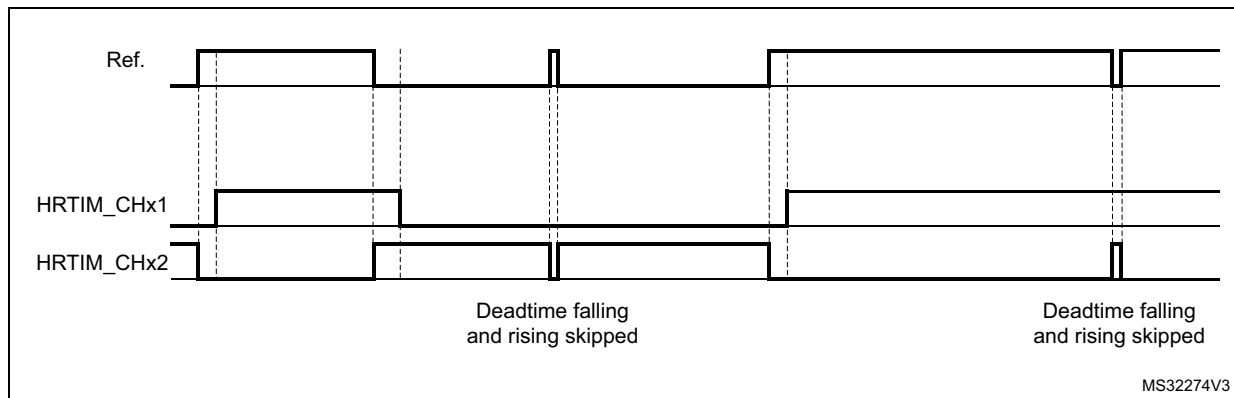 Ref.
HRTIM_CHx1
HRTIM_CHx2
Deadtime falling
and rising skipped
Deadtime falling
and rising skipped
MS32274V3